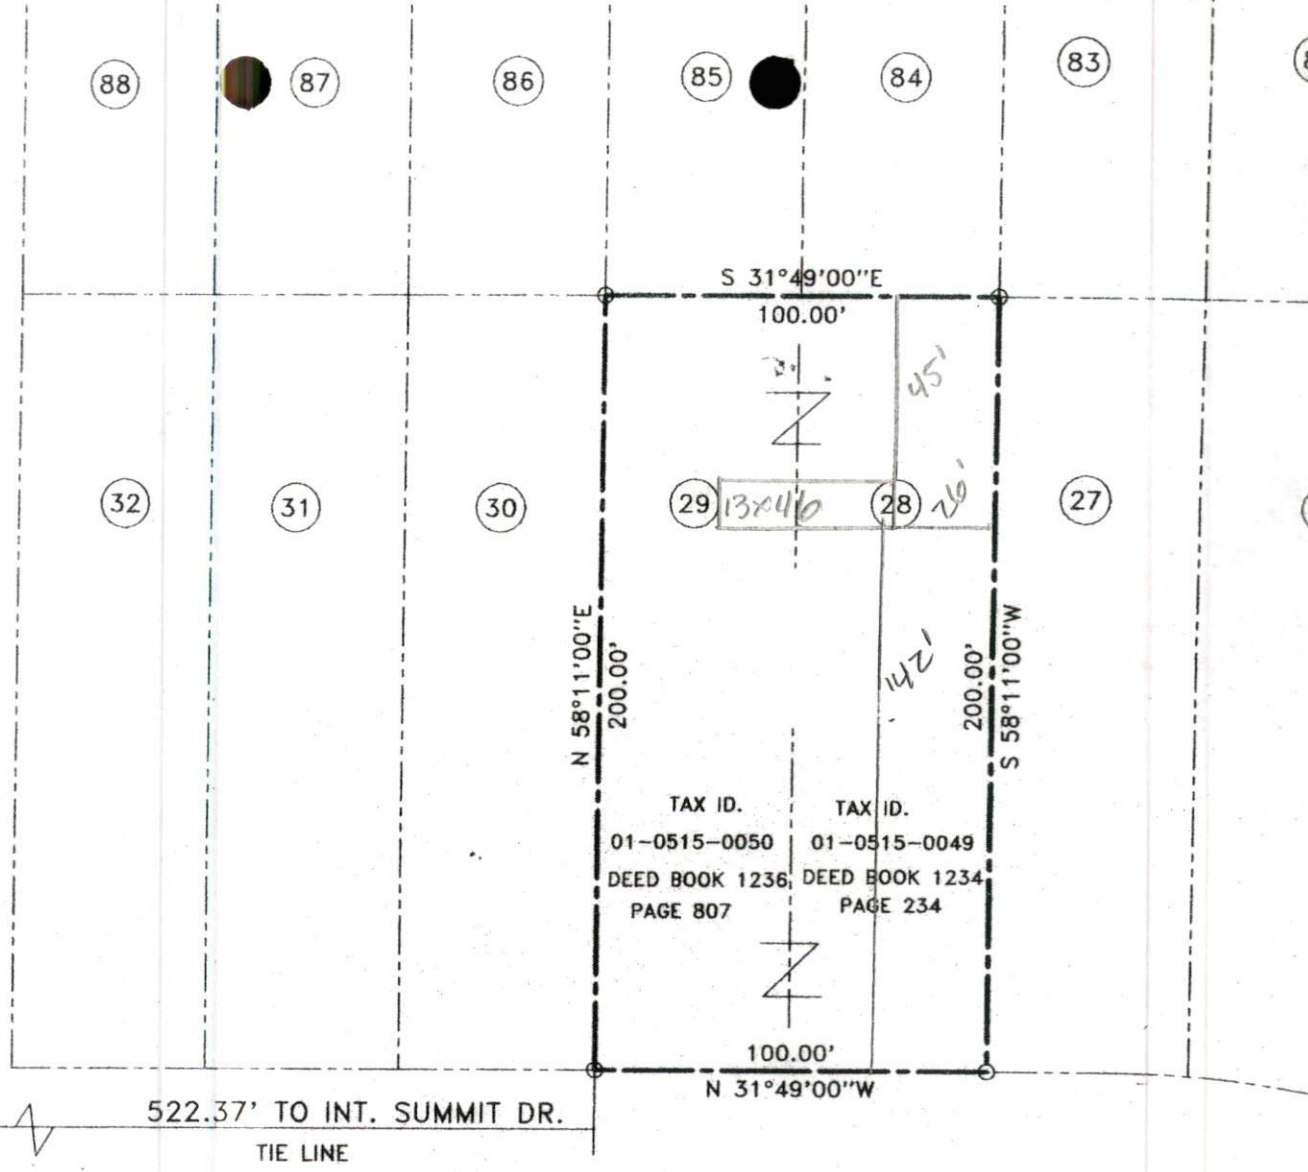 88
87
86
85
84
83
S 31°49'00"E
100.00'
45'
32
31
30
29
13x46
28
26'
27
N 58°11'00"E
200.00'
142'
200.00'
S 58°11'00"W
TAX ID.
01-0515-0050
DEED BOOK 1236
PAGE 807
TAX ID.
01-0515-0049
DEED BOOK 1234
PAGE 234
100.00'
N 31°49'00"W
522.37' TO INT. SUMMIT DR.
TIE LINE